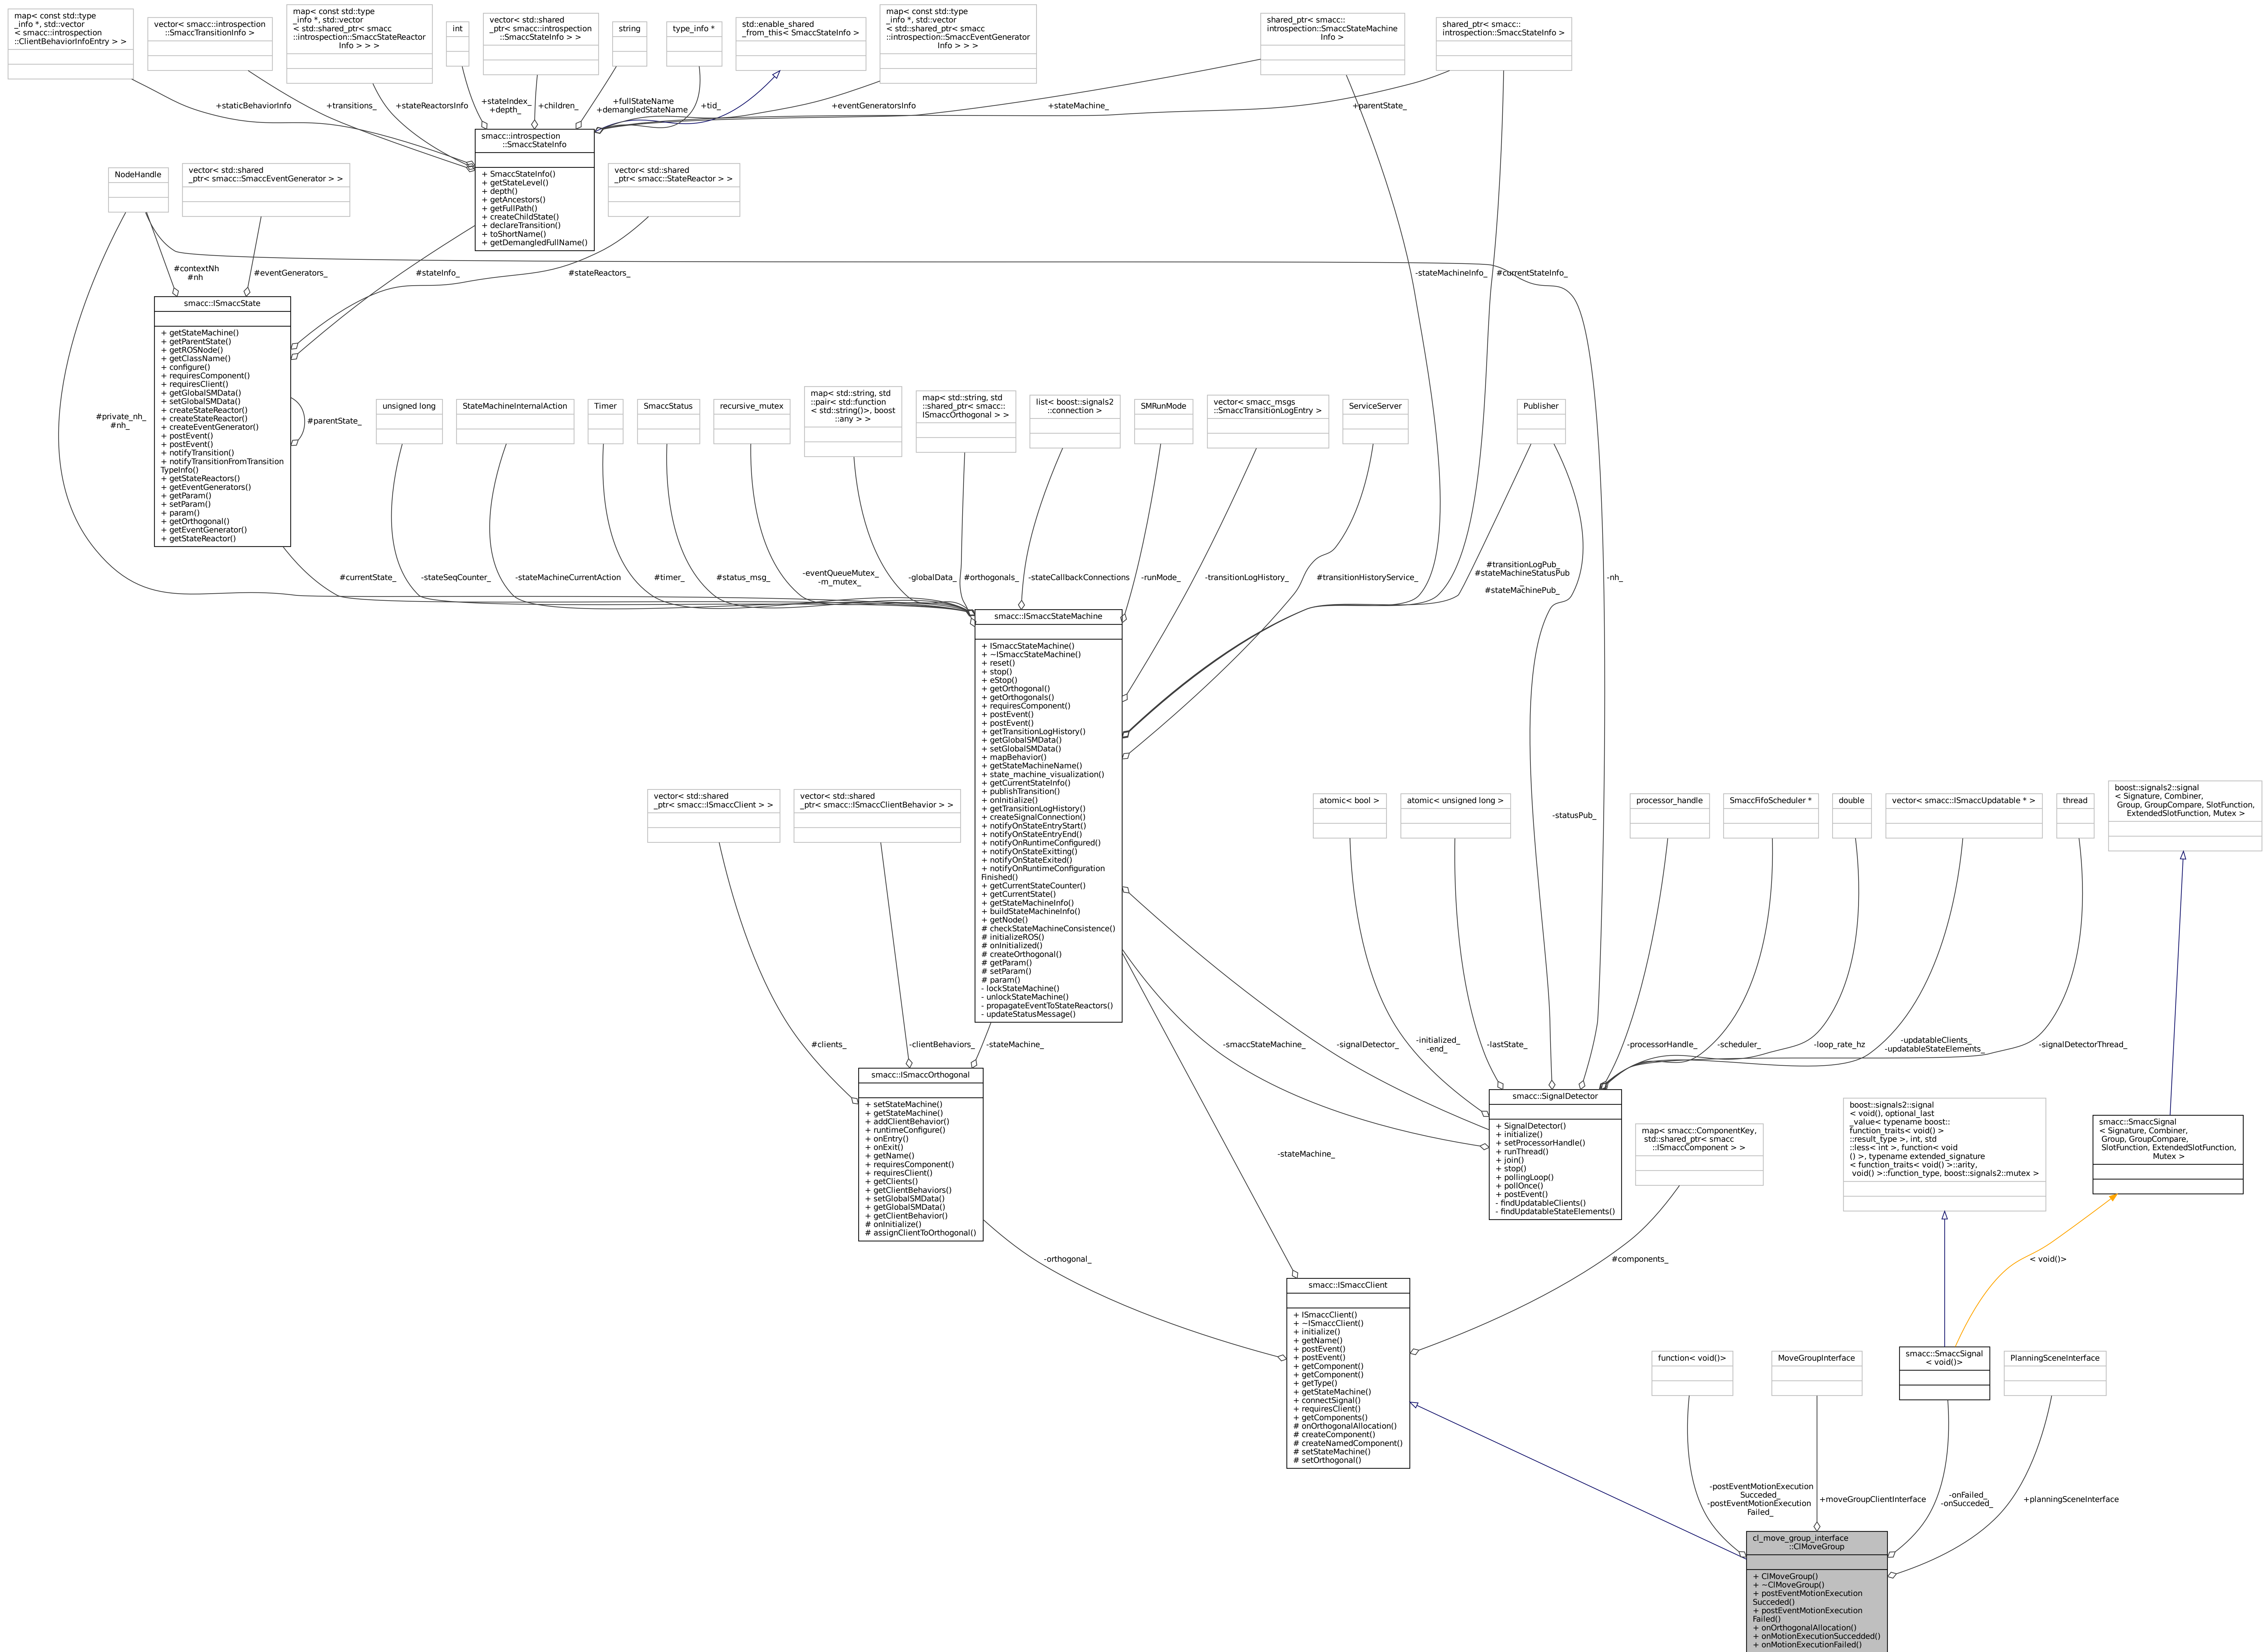 map< const std::type
_info *, std::vector
< smacc::introspection
::ClientBehaviorInfoEntry > >
vector< smacc::introspection
::SmaccTransitionInfo >
map< const std::type
_info *, std::vector
< std::shared_ptr< smacc
::introspection::SmaccStateReactor
Info > > >
int
vector< std::shared
_ptr< smacc::introspection
::SmaccStateInfo > >
string
type_info *
std::enable_shared
_from_this< SmaccStateInfo >
map< const std::type
_info *, std::vector
< std::shared_ptr< smacc
::introspection::SmaccEventGenerator
Info > > >
shared_ptr< smacc::
introspection::SmaccStateMachine
Info >
shared_ptr< smacc::
introspection::SmaccStateInfo >
+staticBehaviorInfo
+transitions_
+stateReactorsInfo
+stateIndex_
+depth_
+children_
+fullStateName
+demangledStateName
+tid_
+eventGeneratorsInfo
+stateMachine_
+parentState_
smacc::introspection
::SmaccStateInfo
+ SmaccStateInfo()
+ getStateLevel()
+ depth()
+ getAncestors()
+ getFullPath()
+ createChildState()
+ declareTransition()
+ toShortName()
+ getDemangledFullName()
NodeHandle
vector< std::shared
_ptr< smacc::SmaccEventGenerator > >
vector< std::shared
_ptr< smacc::StateReactor > >
#contextNh
#nh
#eventGenerators_
#stateInfo_
#stateReactors_
-stateMachineInfo_
#currentStateInfo_
smacc::ISmaccState
+ getStateMachine()
+ getParentState()
+ getROSNode()
+ getClassName()
+ configure()
+ requiresComponent()
+ requiresClient()
+ getGlobalSMData()
+ setGlobalSMData()
+ createStateReactor()
+ createStateReactor()
+ createEventGenerator()
+ postEvent()
+ postEvent()
+ notifyTransition()
+ notifyTransitionFromTransition
TypeInfo()
+ getStateReactors()
+ getEventGenerators()
+ getParam()
+ setParam()
+ param()
+ getOrthogonal()
+ getEventGenerator()
+ getStateReactor()
#private_nh_
#nh_
#parentState_
unsigned long
StateMachineInternalAction
Timer
SmaccStatus
recursive_mutex
map< std::string, std
::pair< std::function
< std::string()>, boost
::any > >
map< std::string, std
::shared_ptr< smacc::
ISmaccOrthogonal > >
list< boost::signals2
::connection >
SMRunMode
vector< smacc_msgs
::SmaccTransitionLogEntry >
ServiceServer
Publisher
#currentState_
-stateSeqCounter_
-stateMachineCurrentAction
#timer_
#status_msg_
-eventQueueMutex_
-m_mutex_
-globalData_
#orthogonals_
-stateCallbackConnections
-runMode_
-transitionLogHistory_
#transitionHistoryService_
#transitionLogPub_
#stateMachineStatusPub
_
#stateMachinePub_
-nh_
smacc::ISmaccStateMachine
+ ISmaccStateMachine()
+ ~ISmaccStateMachine()
+ reset()
+ stop()
+ eStop()
+ getOrthogonal()
+ getOrthogonals()
+ requiresComponent()
+ postEvent()
+ postEvent()
+ getTransitionLogHistory()
+ getGlobalSMData()
+ setGlobalSMData()
+ mapBehavior()
+ getStateMachineName()
+ state_machine_visualization()
+ getCurrentStateInfo()
+ publishTransition()
+ onInitialize()
+ getTransitionLogHistory()
+ createSignalConnection()
+ notifyOnStateEntryStart()
+ notifyOnStateEntryEnd()
+ notifyOnRuntimeConfigured()
+ notifyOnStateExitting()
+ notifyOnStateExited()
+ notifyOnRuntimeConfiguration
Finished()
+ getCurrentStateCounter()
+ getCurrentState()
+ getStateMachineInfo()
+ buildStateMachineInfo()
+ getNode()
# checkStateMachineConsistence()
# initializeROS()
# onInitialized()
# createOrthogonal()
# getParam()
# setParam()
# param()
- lockStateMachine()
- unlockStateMachine()
- propagateEventToStateReactors()
- updateStatusMessage()
vector< std::shared
_ptr< smacc::ISmaccClient > >
vector< std::shared
_ptr< smacc::ISmaccClientBehavior > >
atomic< bool >
atomic< unsigned long >
-statusPub_
processor_handle
SmaccFifoScheduler *
double
vector< smacc::ISmaccUpdatable * >
thread
boost::signals2::signal
< Signature, Combiner,
Group, GroupCompare, SlotFunction,
ExtendedSlotFunction, Mutex >
#clients_
-clientBehaviors_
-stateMachine_
-smaccStateMachine_
-signalDetector_
-initialized_
-end_
-lastState_
-processorHandle_
-scheduler_
-loop_rate_hz
-updatableClients_
-updatableStateElements_
-signalDetectorThread_
smacc::ISmaccOrthogonal
+ setStateMachine()
+ getStateMachine()
+ addClientBehavior()
+ runtimeConfigure()
+ onEntry()
+ onExit()
+ getName()
+ requiresComponent()
+ requiresClient()
+ getClients()
+ getClientBehaviors()
+ setGlobalSMData()
+ getGlobalSMData()
+ getClientBehavior()
# onInitialize()
# assignClientToOrthogonal()
smacc::SignalDetector
+ SignalDetector()
+ initialize()
+ setProcessorHandle()
+ runThread()
+ join()
+ stop()
+ pollingLoop()
+ pollOnce()
+ postEvent()
- findUpdatableClients()
- findUpdatableStateElements()
map< smacc::ComponentKey,
std::shared_ptr< smacc
::ISmaccComponent > >
boost::signals2::signal
< void(), optional_last
_value< typename boost::
function_traits< void() >
::result_type >, int, std
::less< int >, function< void
() >, typename extended_signature
< function_traits< void() >::arity,
void() >::function_type, boost::signals2::mutex >
smacc::SmaccSignal
< Signature, Combiner,
Group, GroupCompare,
SlotFunction, ExtendedSlotFunction,
Mutex >
-stateMachine_
-orthogonal_
#components_
< void()>
smacc::ISmaccClient
+ ISmaccClient()
+ ~ISmaccClient()
+ initialize()
+ getName()
+ postEvent()
+ postEvent()
+ getComponent()
+ getComponent()
+ getType()
+ getStateMachine()
+ connectSignal()
+ requiresClient()
+ getComponents()
# onOrthogonalAllocation()
# createComponent()
# createNamedComponent()
# setStateMachine()
# setOrthogonal()
function< void()>
MoveGroupInterface
smacc::SmaccSignal
< void()>
PlanningSceneInterface
-postEventMotionExecution
Succeded_
-postEventMotionExecution
Failed_
+moveGroupClientInterface
-onFailed_
-onSucceded_
+planningSceneInterface
cl_move_group_interface
::ClMoveGroup
+ ClMoveGroup()
+ ~ClMoveGroup()
+ postEventMotionExecution
Succeded()
+ postEventMotionExecution
Failed()
+ onOrthogonalAllocation()
+ onMotionExecutionSuccedded()
+ onMotionExecutionFailed()